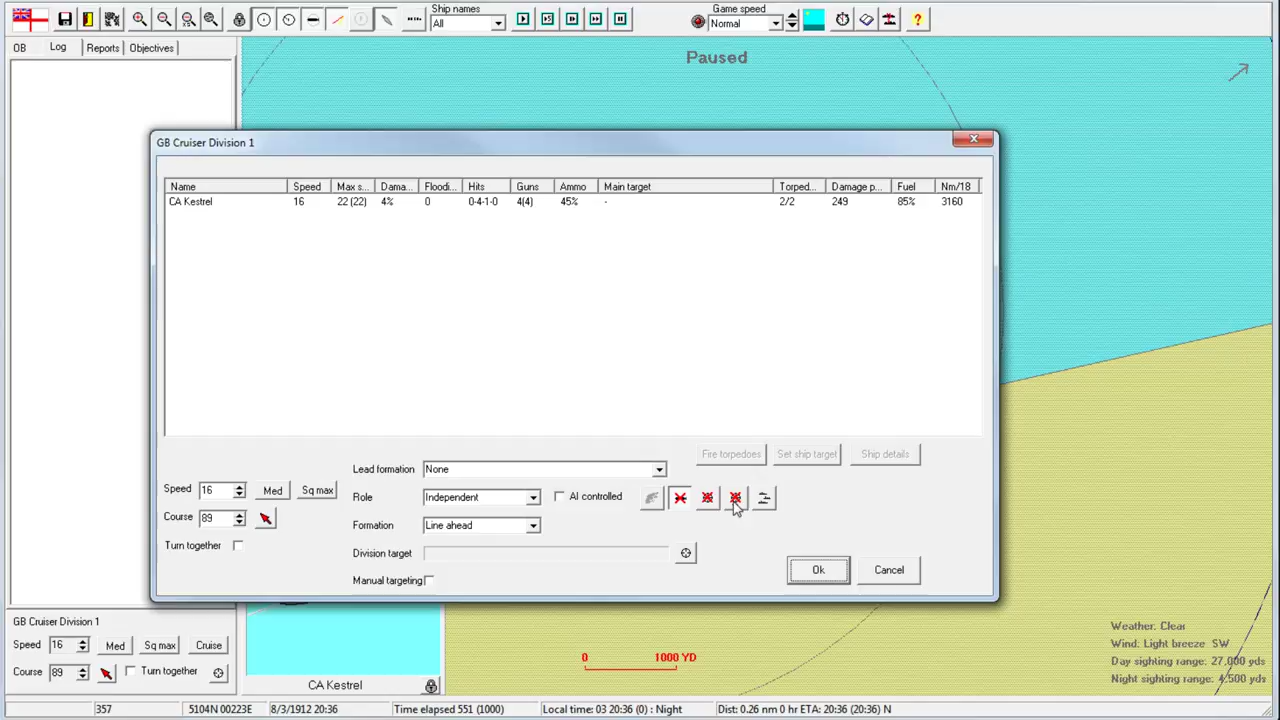 Ship names
Game speed
All
Normal
OB
Log
Reports
Objectives
Paused
GB Cruiser Division 1
Name Speed Max s... Dama... Floodi... Hits Guns Ammo Main target Torped... Damage p... Fuel Nm/18
CA Kestrel 16 22 (22) 4% 0 0-4-1-0 4(4) 45% - 2/2 249 85% 3160
Fire torpedoes
Set ship target
Ship details
Lead formation None
Speed 16 Med Sq max
Role Independent AI controlled
Course 89
Formation Line ahead
Turn together
Division target
Manual targeting
Ok
Cancel
GB Cruiser Division 1
Speed 16 Med Sq max Cruise
Course 89 Turn together
CA Kestrel
0 1000 YD
Weather: Clear
Wind: Light breeze SW
Day sighting range: 27,000 yds
Night sighting range: 4,500 yds
357 5104N 00223E 8/3/1912 20:36 Time elapsed 551 (1000) Local time: 03 20:36 (0) : Night Dist: 0.26 nm 0 hr ETA: 20:36 (20:36) N